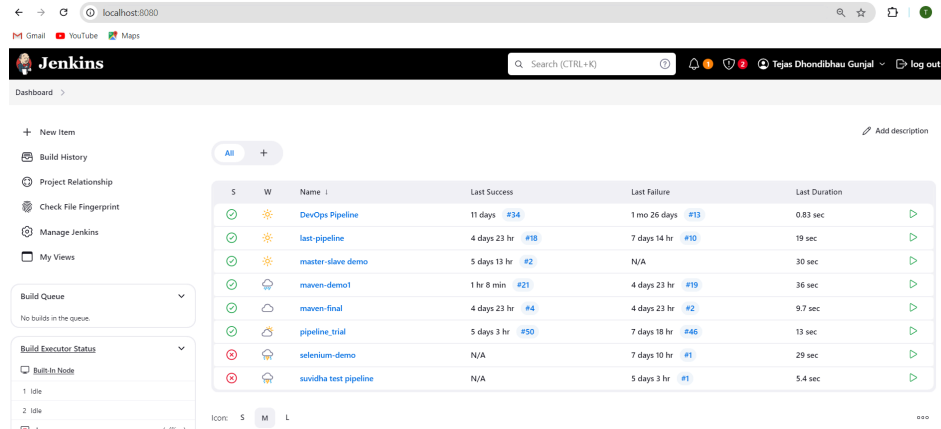 localhost:8080
Gmail YouTube Maps
T
Jenkins
Search (CTRL+K)
1
2
Tejas Dhondibhau Gunjal
log out
Dashboard
New Item
Build History
Project Relationship
Check File Fingerprint
Manage Jenkins
My Views
Build Queue
No builds in the queue.
Build Executor Status
Built-In Node
1 Idle
2 Idle
Add description
All +
S W Name ↓ Last Success Last Failure Last Duration
DevOps Pipeline 11 days #34 1 mo 26 days #13 0.83 sec
last-pipeline 4 days 23 hr #18 7 days 14 hr #10 19 sec
master-slave demo 5 days 13 hr #2 N/A 30 sec
maven-demo1 1 hr 8 min #21 4 days 23 hr #19 36 sec
maven-final 4 days 23 hr #4 4 days 23 hr #2 9.7 sec
pipeline_trial 5 days 3 hr #50 7 days 18 hr #46 13 sec
selenium-demo N/A 7 days 10 hr #1 29 sec
suvidha test pipeline N/A 5 days 3 hr #1 5.4 sec
Icon: S M L